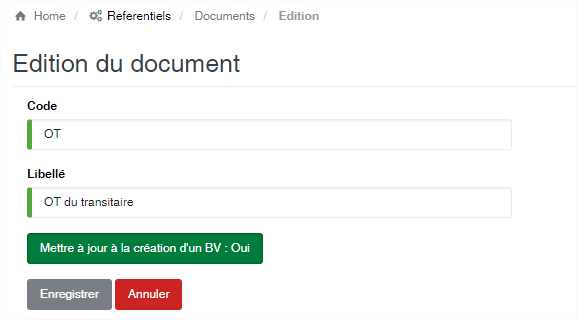 Home / Referentiels / Documents / Edition
Edition du document
Code
OT
Libellé
OT du transitaire
Mettre à jour à la création d'un BV : Oui
Enregistrer Annuler